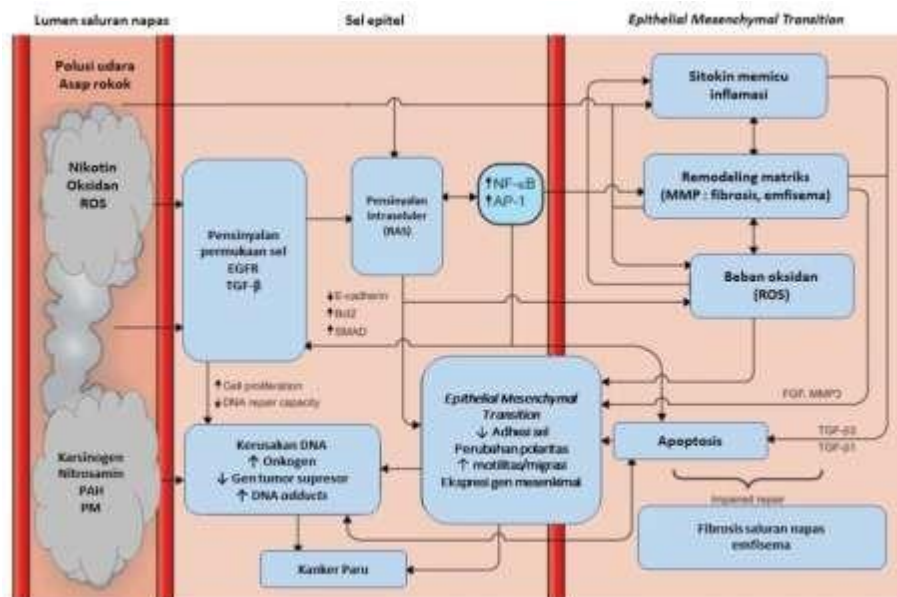 Lumen saluran napas
Sel epitel
Epithelial Mesenchymal Transition
Polusi udara
Asap rokok
Nikotin
Oksidan
ROS
Karsinogen
Nitrosamin
PAH
PM
Pensinyalan
permukaan sel
EGFR
TGF-β
Pensinyalan
intraseluler
(RAS)
↑NF-κB
↑AP-1
↓E-cadherin
↑Bcl2
↑SMAD
↑Cell proliferation
↓DNA repair capacity
Kerusakan DNA
↑ Onkogen
↓ Gen tumor supresor
↑ DNA adducts
Kanker Paru
Epithelial Mesenchymal
Transition
↓ Adhesi sel
Perubahan polaritas
↑ motilitas/migrasi
Ekspresi gen mesenkimal
Sitokin memicu
inflamasi
Remodeling matriks
(MMP : fibrosis, emfisema)
Beban oksidan
(ROS)
FGF, MMP3
TGF-β3
TGF-β1
Apoptosis
Impaired repair
Fibrosis saluran napas
emfisema